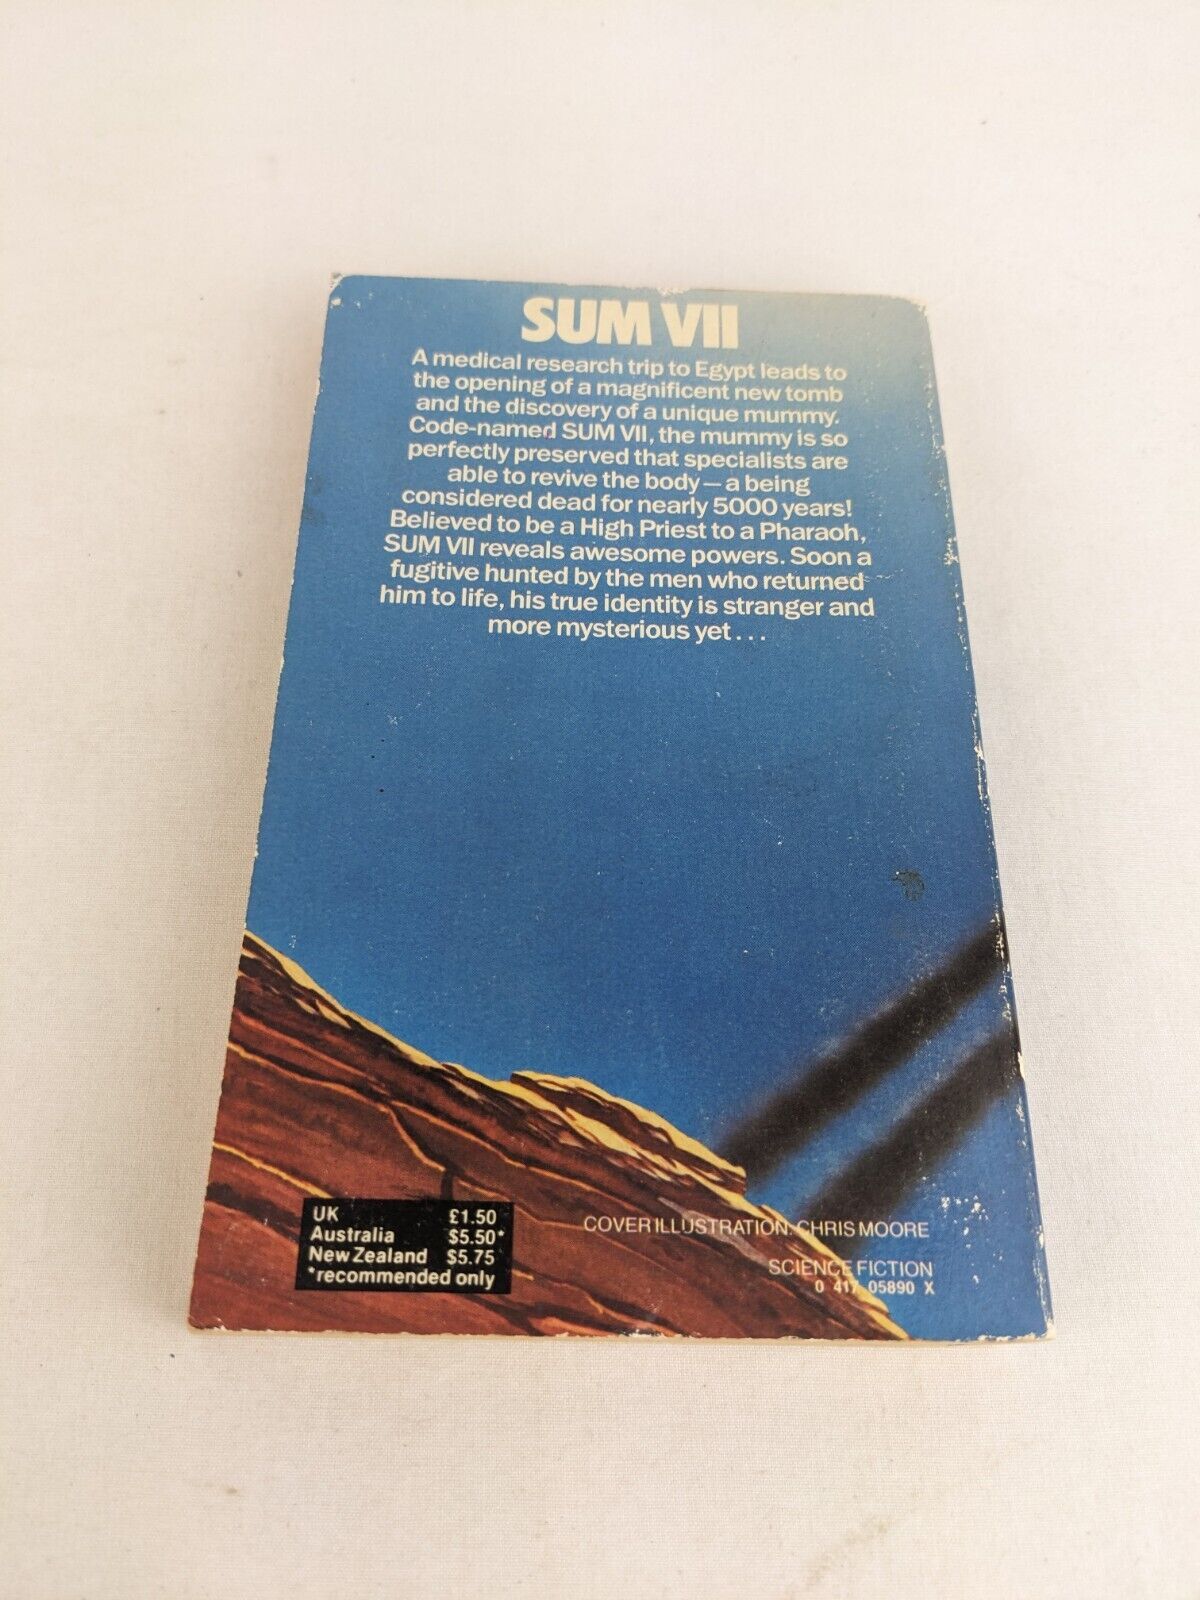 SUM VII
A medical research trip to Egypt leads to
the opening of a magnificent new tomb
and the discovery of a unique mummy.
Code-named SUM VII, the mummy is so
perfectly preserved that specialists are
able to revive the body — a being
considered dead for nearly 5000 years!
Believed to be a High Priest to a Pharaoh,
SUM VII reveals awesome powers. Soon a
fugitive hunted by the men who returned
him to life, his true identity is stranger and
more mysterious yet . . .
UK £1.50
Australia $5.50*
New Zealand $5.75
*recommended only
COVER ILLUSTRATION: CHRIS MOORE
SCIENCE FICTION
0 417 05890 X